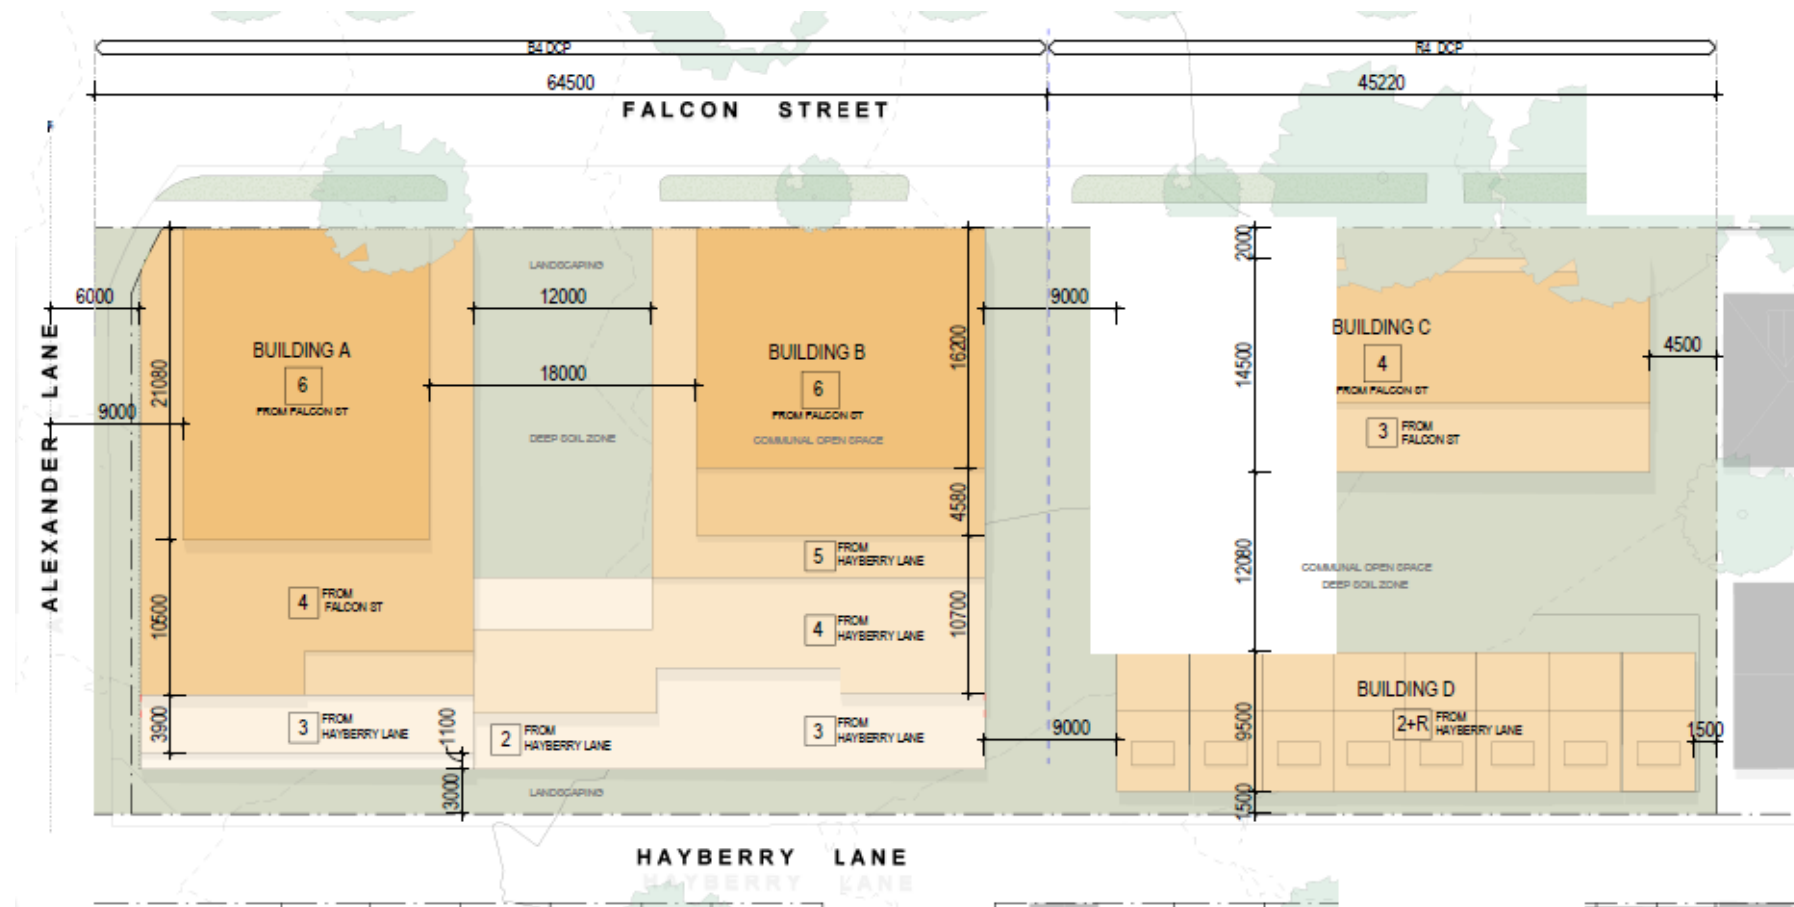 B4 DCP
R4 DCP
64500
45220
FALCON STREET
LANDSCAPING
2000
6000
12000
9000
BUILDING A
6
FROM FALCON ST
21080
18000
BUILDING B
6
FROM FALCON ST
16200
BUILDING C
4
FROM FALCON ST
14500
4500
ALEXANDER LANE
9000
DEEP SOIL ZONE
COMMUNAL OPEN SPACE
3
FROM
FALCON ST
4580
5
FROM
HAYBERRY LANE
12080
COMMUNAL OPEN SPACE
DEEP SOIL ZONE
4
FROM
FALCON ST
10500
4
FROM
HAYBERRY LANE
10700
BUILDING D
2+R
FROM
HAYBERRY LANE
3900
3
FROM
HAYBERRY LANE
1100
2
FROM
HAYBERRY LANE
3
FROM
HAYBERRY LANE
9000
9500
1500
3000
LANDSCAPING
1500
HAYBERRY LANE
HAYBERRY LANE